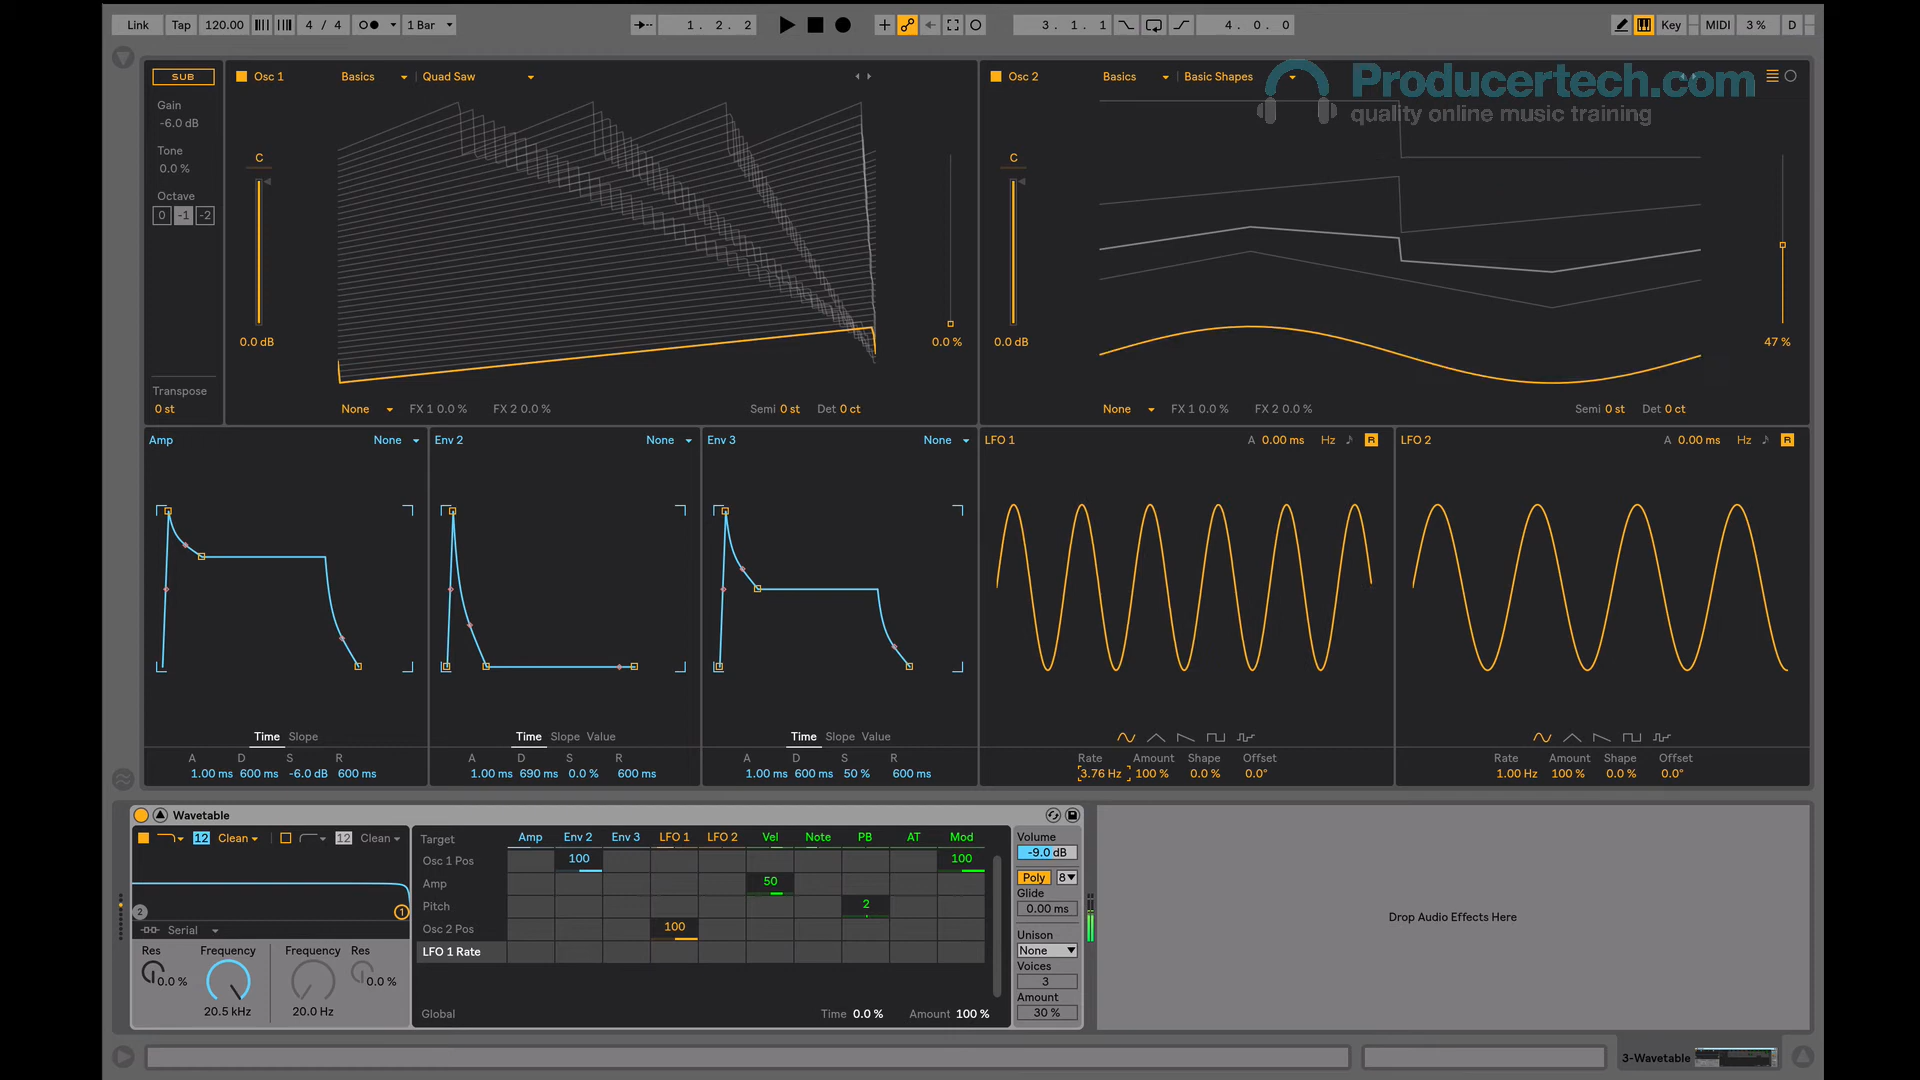 Link Tap 120.00 4 / 4 1 Bar 1. 2. 2 3. 1. 1 4. 0. 0 Key MIDI 3 % D
Producertech.com
quality online music training
SUB
Gain
-6.0 dB
Tone
0.0 %
Octave
0 -1 -2
Transpose
0 st
Osc 1 Basics Quad Saw
C
0.0 dB
0.0 %
None FX 1 0.0 % FX 2 0.0 % Semi 0 st Det 0 ct
Osc 2 Basics Basic Shapes
C
0.0 dB
47 %
None FX 1 0.0 % FX 2 0.0 % Semi 0 st Det 0 ct
Amp None
Time Slope
A D S R
1.00 ms 600 ms -6.0 dB 600 ms
Env 2 None
Time Slope Value
A D S R
1.00 ms 690 ms 0.0 % 600 ms
Env 3 None
Time Slope Value
A D S R
1.00 ms 600 ms 50 % 600 ms
LFO 1 A 0.00 ms Hz R
Rate Amount Shape Offset
3.76 Hz 100 % 0.0 % 0.0°
LFO 2 A 0.00 ms Hz R
Rate Amount Shape Offset
1.00 Hz 100 % 0.0 % 0.0°
Wavetable
12 Clean 12 Clean
2 1
Serial
Res Frequency Frequency Res
0.0 % 0.0 %
20.5 kHz 20.0 Hz
Target Amp Env 2 Env 3 LFO 1 LFO 2 Vel Note PB AT Mod
Osc 1 Pos 100 100
Amp 50
Pitch 2
Osc 2 Pos 100
LFO 1 Rate
Global Time 0.0 % Amount 100 %
Volume
-9.0 dB
Poly 8
Glide
0.00 ms
Unison
None
Voices
3
Amount
30 %
Drop Audio Effects Here
3-Wavetable